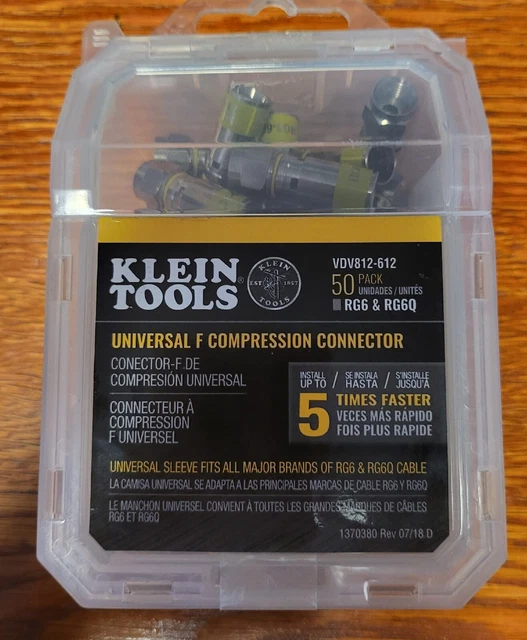 KLEIN
TOOLS®
KLEIN
EST 1857
TOOLS
VDV812-612
50 PACK
UNIDADES / UNITÉS
RG6 & RG6Q
UNIVERSAL F COMPRESSION CONNECTOR
CONECTOR-F DE
COMPRESIÓN UNIVERSAL
CONNECTEUR À
COMPRESSION
F UNIVERSEL
INSTALL UP TO / SE INSTALA HASTA / S'INSTALLE JUSQU'À
5 TIMES FASTER
VECES MÁS RÁPIDO
FOIS PLUS RAPIDE
UNIVERSAL SLEEVE FITS ALL MAJOR BRANDS OF RG6 & RG6Q CABLE
LA CAMISA UNIVERSAL SE ADAPTA A LAS PRINCIPALES MARCAS DE CABLE RG6 Y RG6Q
LE MANCHON UNIVERSEL CONVIENT À TOUTES LES GRANDES MARQUES DE CÂBLES
RG6 ET RG6Q
1370380 Rev 07/18 D